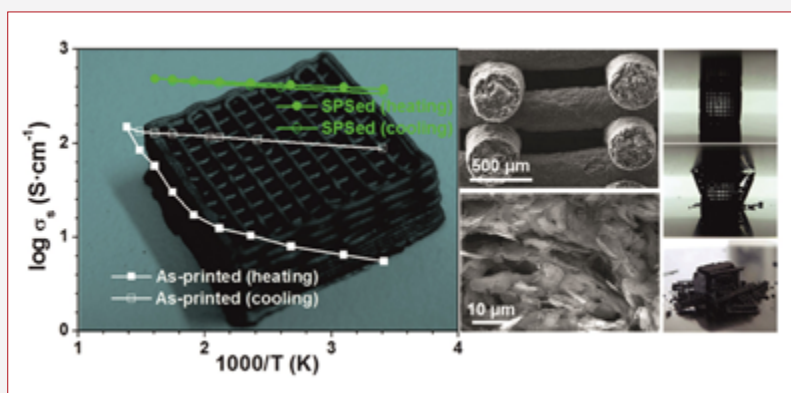 3
2
1
0
log σs (S·cm⁻¹)
SPSed (heating)
SPSed (cooling)
As-printed (heating)
As-printed (cooling)
1 2 3 4
1000/T (K)
500 µm
10 µm